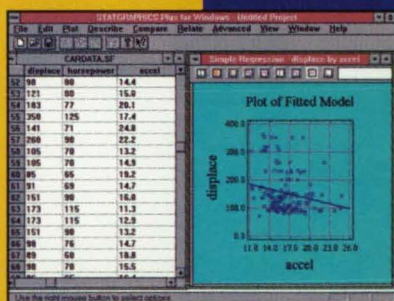 STATGRAPHICS Plus for Windows - Untitled Project
File Edit Plot Describe Compare Relate Advanced View Window Help
CARDATA.SF
displace horsepower accel
52 98 80 14.4
53 121 80 15.0
54 183 77 20.1
55 350 125 17.4
56 141 71 24.8
57 260 90 22.2
58 105 70 13.2
59 105 70 14.9
60 85 65 19.2
61 91 69 14.7
62 151 90 16.0
63 173 115 11.3
64 173 115 12.9
65 151 90 13.2
66 98 76 14.7
67 89 60 18.8
68 98 70 15.5
Simple Regression - displace by accel
Plot of Fitted Model
displace
400.0
300.0
200.0
100.0
0.0
11.0 14.0 17.0 20.0 23.0 26.0
accel
Use the right mouse button to select options